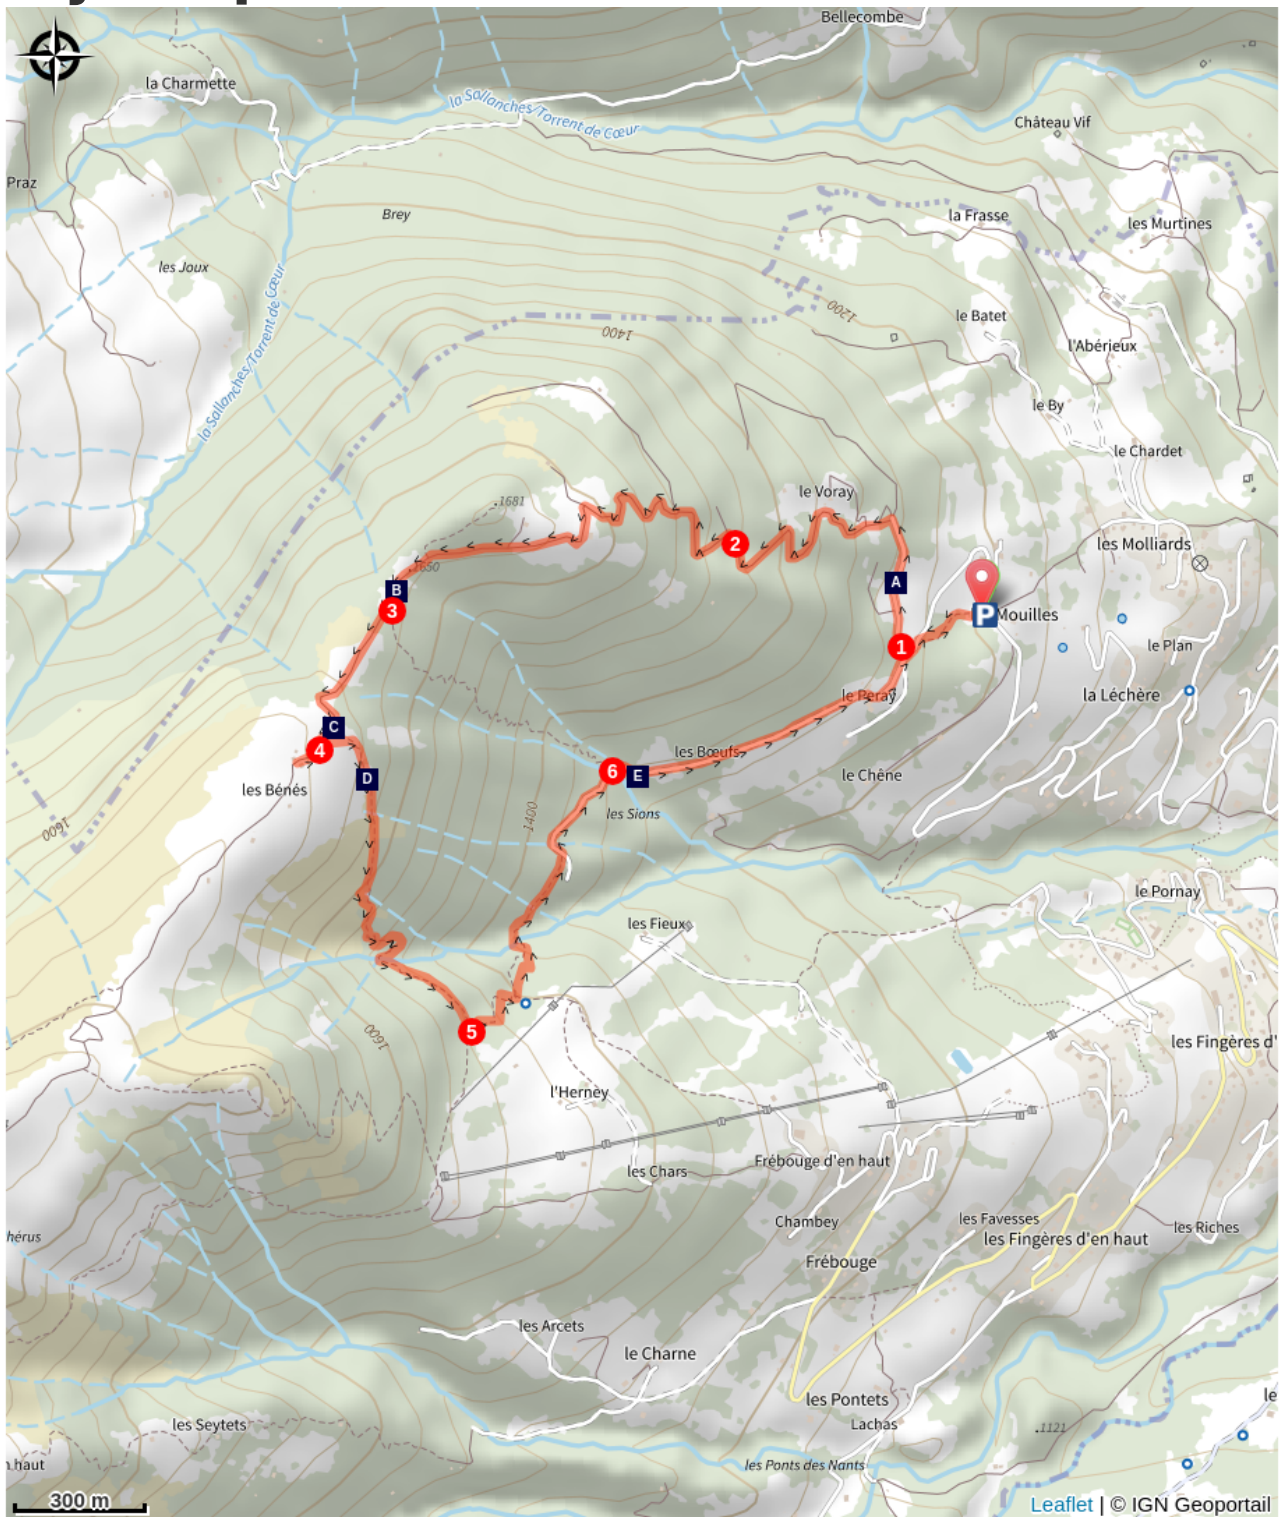 Bellecombe
la Charmette
la Sallanches/Torrent de Cœur
Château Vif
Praz
Brey
la Frasse
les Murtines
les Joux
1200
le Batet
1400
l'Abérieux
la Sallanches/Torrent de Cœur
le By
le Chardet
le Voray
.1681
2
les Molliards
.1650
B
A
3
P
Mouilles
1
le Plan
le Peray
la Léchère
C
4
les Bœufs
6
E
D
le Chêne
les Bénés
1400
les Sions
1600
le Pornay
les Fieux
5
1600
les Fingères d'
l'Herney
Frébouge d'en haut
les Chars
Chambey
les Favesses
les Riches
hérus
les Fingères d'en haut
Frébouge
les Arcets
le Charne
le
les Pontets
les Seytets
Lachas
.1121
haut
les Ponts des Nants
300 m
Leaflet | © IGN Geoportail